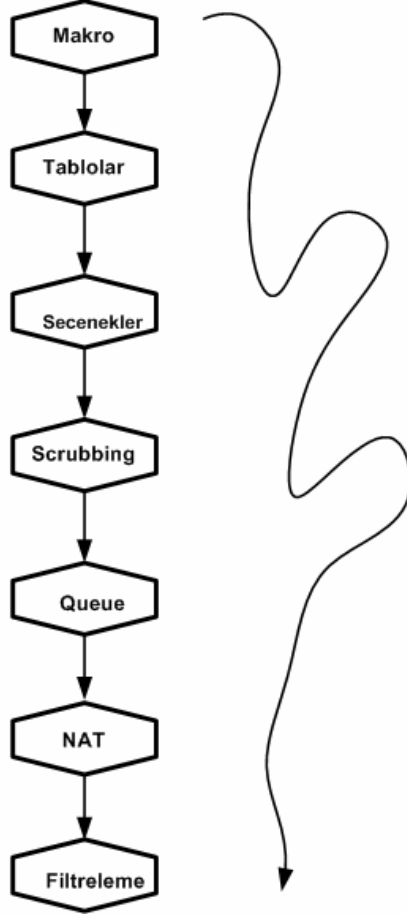 Makro
Tablolar
Secenekler
Scrubbing
Queue
NAT
Filtreleme